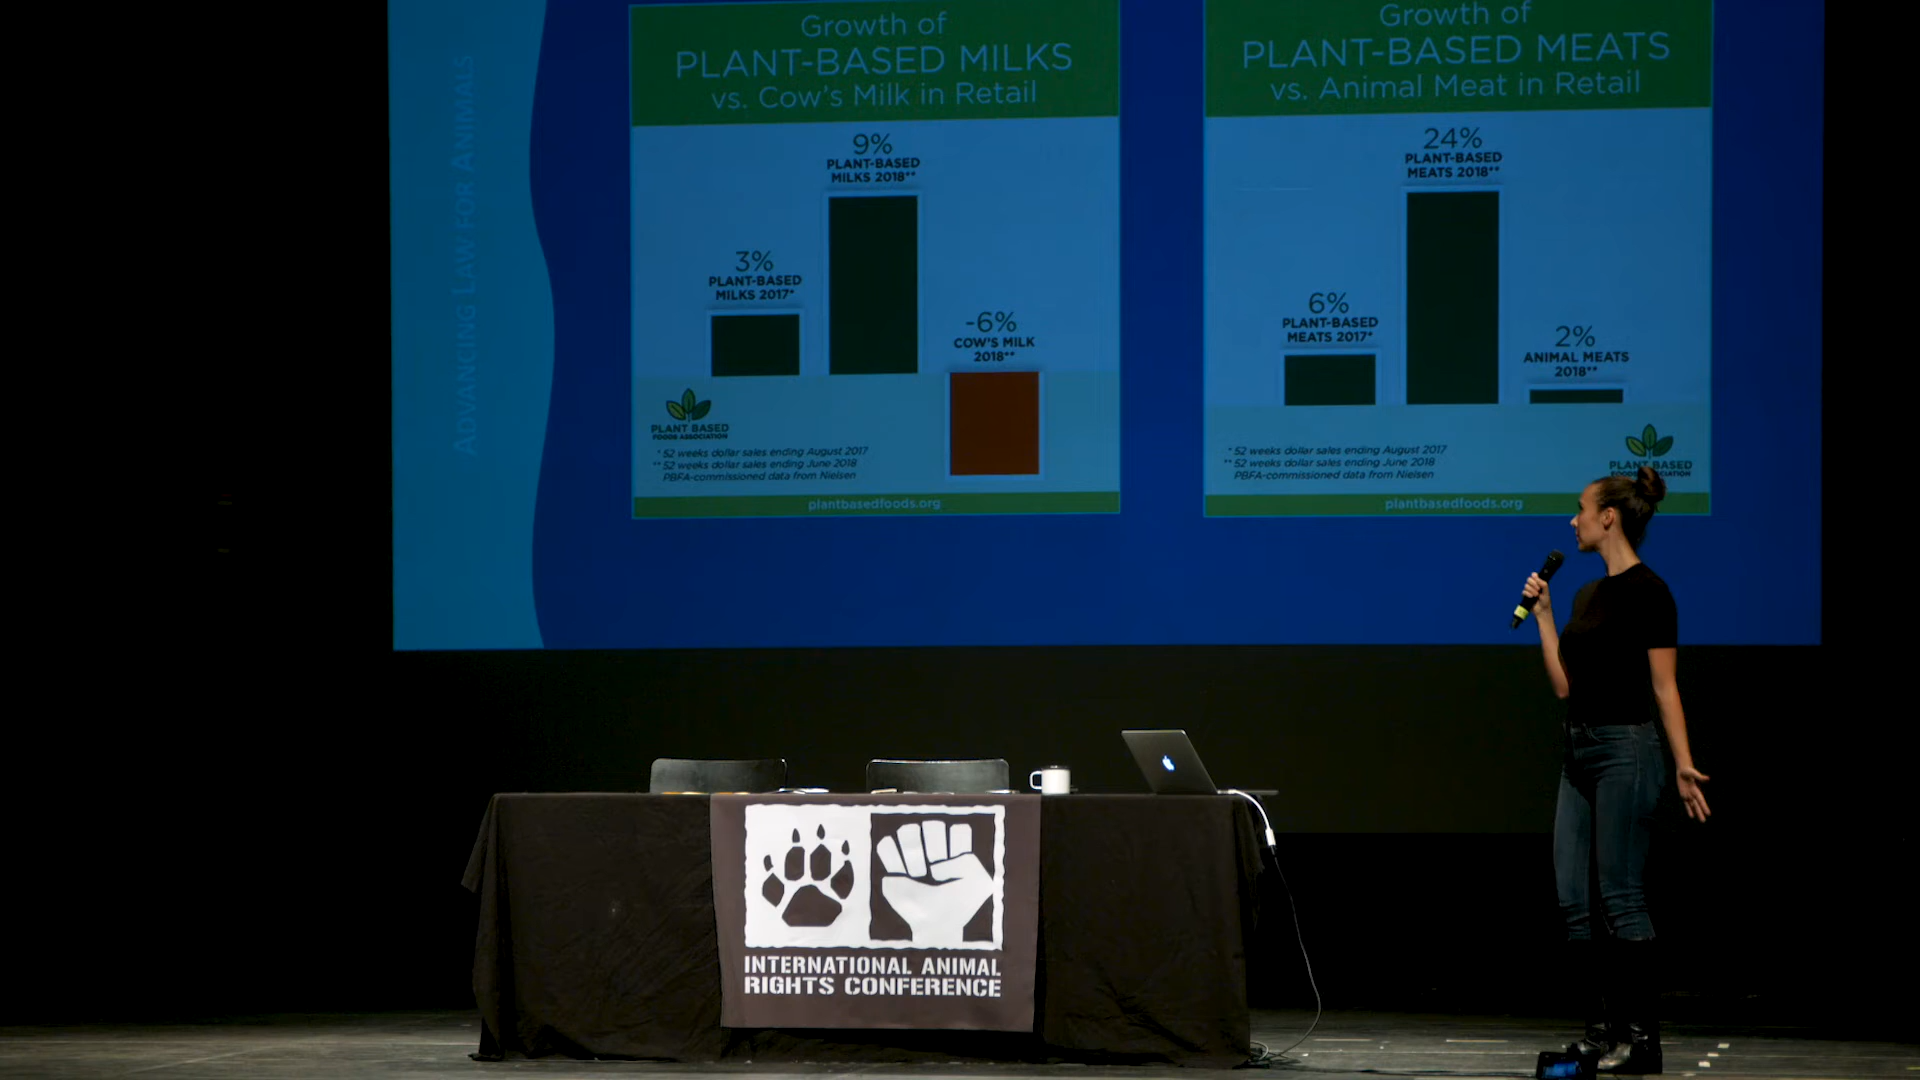 ADVANCING LAW FOR ANIMALS
Growth of
PLANT-BASED MILKS
vs. Cow's Milk in Retail
9%
PLANT-BASED
MILKS 2018**
3%
PLANT-BASED
MILKS 2017*
-6%
COW'S MILK
2018**
PLANT BASED
FOODS ASSOCIATION
* 52 weeks dollar sales ending August 2017
** 52 weeks dollar sales ending June 2018
PBFA-commissioned data from Nielsen
plantbasedfoods.org
Growth of
PLANT-BASED MEATS
vs. Animal Meat in Retail
24%
PLANT-BASED
MEATS 2018**
6%
PLANT-BASED
MEATS 2017*
2%
ANIMAL MEATS
2018**
* 52 weeks dollar sales ending August 2017
** 52 weeks dollar sales ending June 2018
PBFA-commissioned data from Nielsen
PLANT BASED
plantbasedfoods.org
INTERNATIONAL ANIMAL
RIGHTS CONFERENCE